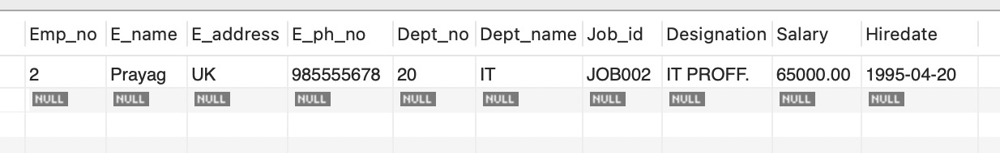 Emp_no E_name E_address E_ph_no Dept_no Dept_name Job_id Designation Salary Hiredate
2 Prayag UK 985555678 20 IT JOB002 IT PROFF. 65000.00 1995-04-20
NULL NULL NULL NULL NULL NULL NULL NULL NULL NULL